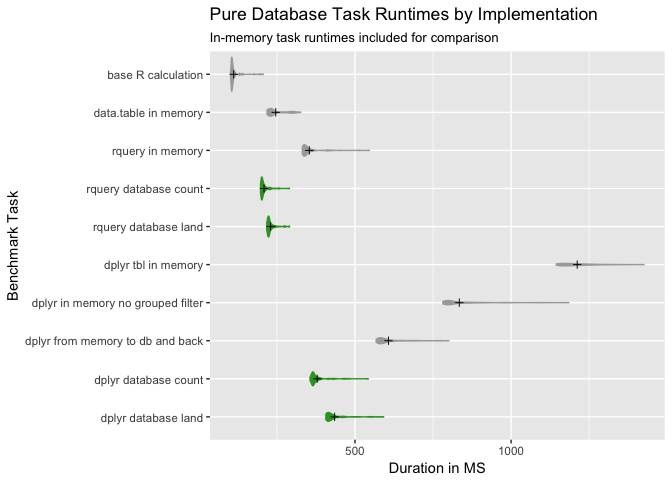 Pure Database Task Runtimes by Implementation
In-memory task runtimes included for comparison
Benchmark Task
base R calculation
data.table in memory
rquery in memory
rquery database count
rquery database land
dplyr tbl in memory
dplyr in memory no grouped filter
dplyr from memory to db and back
dplyr database count
dplyr database land
500
1000
Duration in MS